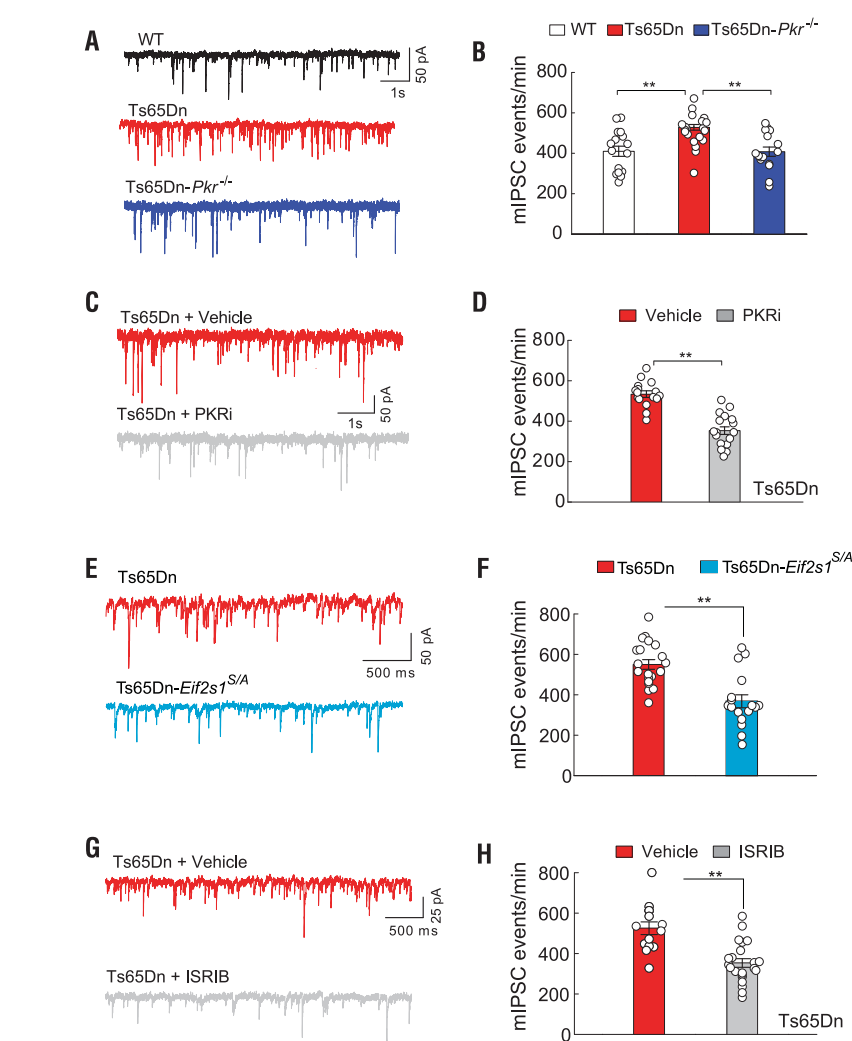 A
WT
50 pA
1s
Ts65Dn
Ts65Dn-Pkr-/-
B
WT Ts65Dn Ts65Dn-Pkr-/-
mIPSC events/min
800
600
400
200
0
** **
C
Ts65Dn + Vehicle
50 pA
1s
Ts65Dn + PKRi
D
Vehicle PKRi
mIPSC events/min
800
600
400
200
0
**
Ts65Dn
E
Ts65Dn
50 pA
500 ms
Ts65Dn-Eif2s1S/A
F
Ts65Dn Ts65Dn-Eif2s1S/A
mIPSC events/min
800
600
400
200
0
**
G
Ts65Dn + Vehicle
25 pA
500 ms
Ts65Dn + ISRIB
H
Vehicle ISRIB
mIPSC events/min
800
600
400
200
0
**
Ts65Dn